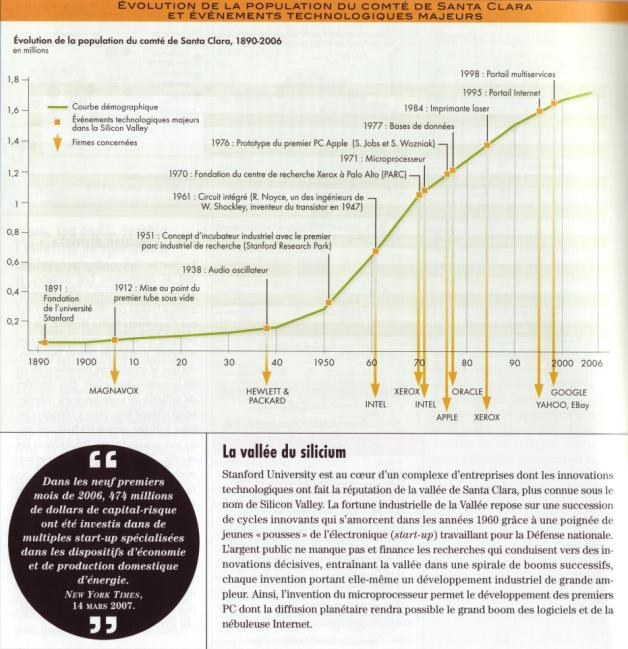 ÉVOLUTION DE LA POPULATION DU COMTÉ DE SANTA CLARA
ET ÉVÉNEMENTS TECHNOLOGIQUES MAJEURS
Évolution de la population du comté de Santa Clara, 1890-2006
en millions
1,8
1,6
1,4
1,2
1
0,8
0,6
0,4
0,2
Courbe démographique
Événements technologiques majeurs
dans la Silicon Valley
Firmes concernées
1998 : Portail multiservices
1995 : Portail Internet
1984 : Imprimante laser
1977 : Bases de données
1976 : Prototype du premier PC Apple (S. Jobs et S. Wozniak)
1971 : Microprocesseur
1970 : Fondation du centre de recherche Xerox à Palo Alto (PARC)
1961 : Circuit intégré (R. Noyce, un des ingénieurs de
W. Shockley, inventeur du transistor en 1947)
1951 : Concept d'incubateur industriel avec le premier
parc industriel de recherche (Stanford Research Park)
1938 : Audio oscillateur
1891 :
Fondation
de l'université
Stanford
1912 : Mise au point du
premier tube sous vide
1890 1900 10 20 30 40 1950 60 70 80 90 2000 2006
MAGNAVOX
HEWLETT &
PACKARD
INTEL
XEROX
INTEL
APPLE
ORACLE
XEROX
GOOGLE
YAHOO, EBay
“
Dans les neuf premiers
mois de 2006, 474 millions
de dollars de capital-risque
ont été investis dans de
multiples start-up spécialisées
dans les dispositifs d'économie
et de production domestique
d'énergie.
NEW YORK TIMES,
14 MARS 2007.
”
La vallée du silicium
Stanford University est au cœur d'un complexe d'entreprises dont les innovations
technologiques ont fait la réputation de la vallée de Santa Clara, plus connue sous le
nom de Silicon Valley. La fortune industrielle de la Vallée repose sur une succession
de cycles innovants qui s'amorcent dans les années 1960 grâce à une poignée de
jeunes « pousses » de l'électronique (start-up) travaillant pour la Défense nationale.
L'argent public ne manque pas et finance les recherches qui conduisent vers des in-
novations décisives, entraînant la vallée dans une spirale de booms successifs,
chaque invention portant elle-même un développement industriel de grande am-
pleur. Ainsi, l'invention du microprocesseur permet le développement des premiers
PC dont la diffusion planétaire rendra possible le grand boom des logiciels et de la
nébuleuse Internet.